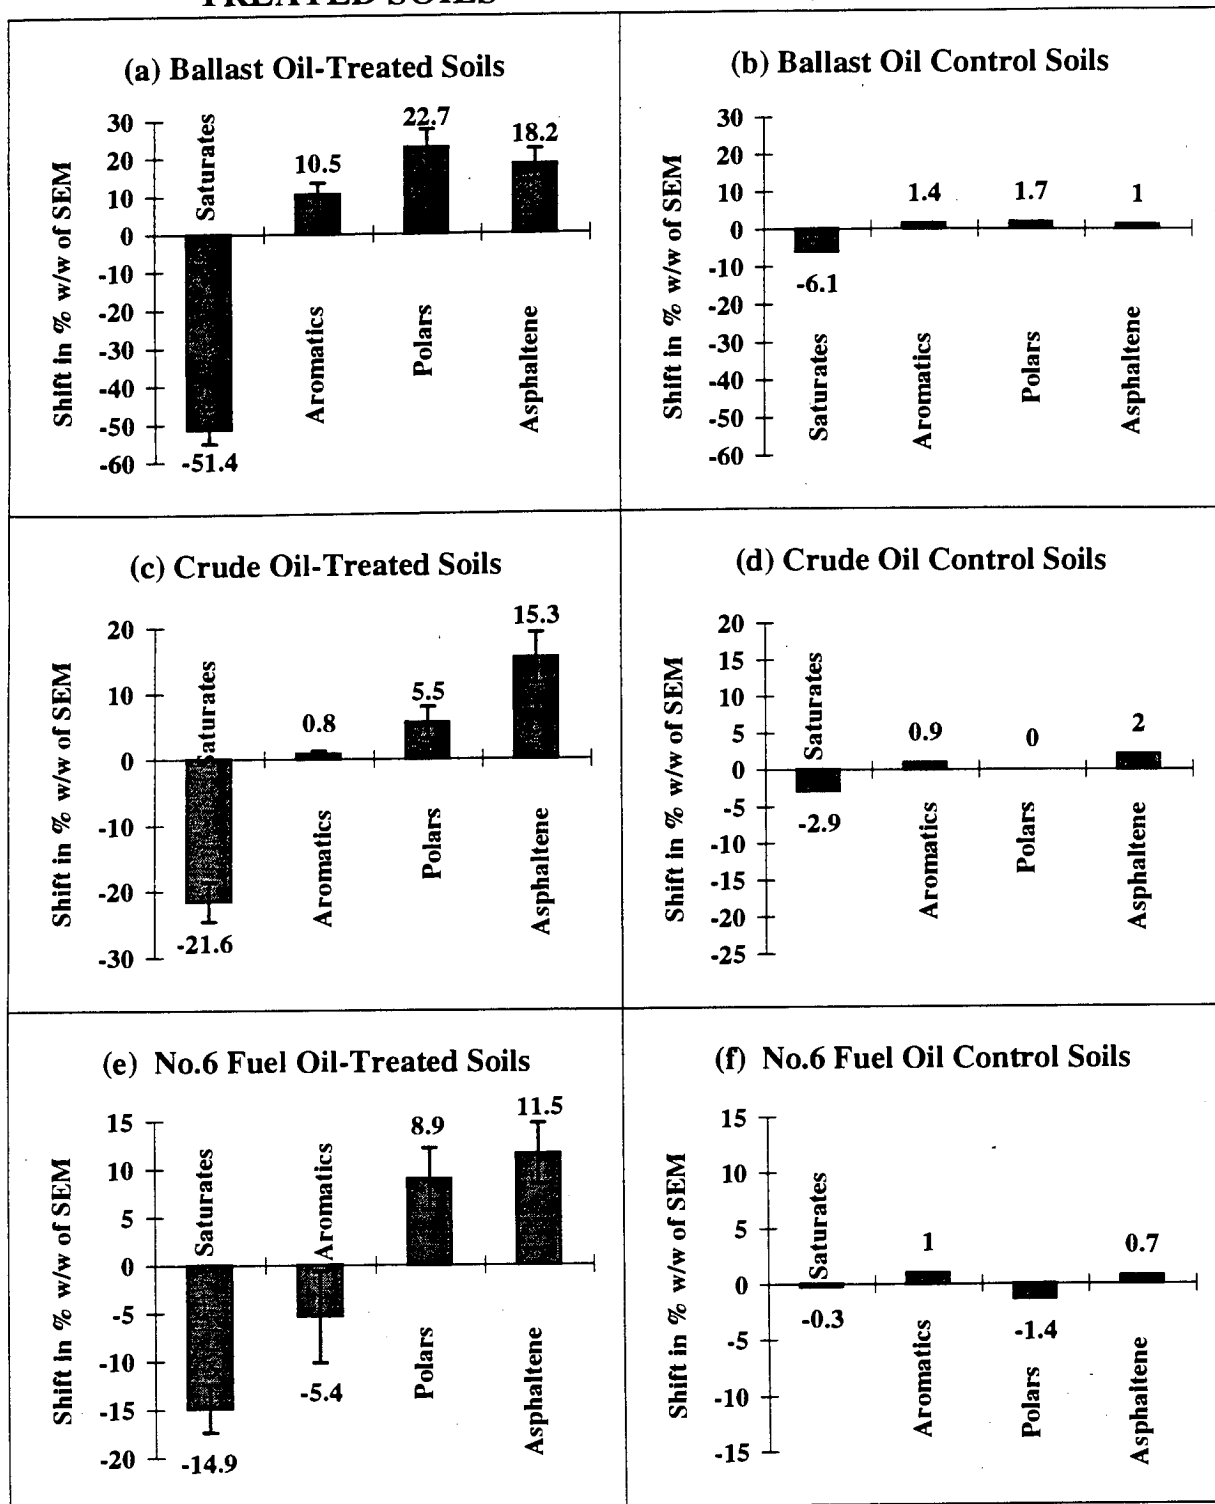 TREATED SOILS
(a) Ballast Oil-Treated Soils
Shift in % w/w of SEM
30
20
10
0
-10
-20
-30
-40
-50
-60
Saturates
-51.4
10.5
Aromatics
22.7
Polars
18.2
Asphaltene
(b) Ballast Oil Control Soils
Shift in % w/w of SEM
30
20
10
0
-10
-20
-30
-40
-50
-60
-6.1
Saturates
1.4
Aromatics
1.7
Polars
1
Asphaltene
(c) Crude Oil-Treated Soils
Shift in % w/w of SEM
20
10
0
-10
-20
-30
Saturates
-21.6
0.8
Aromatics
5.5
Polars
15.3
Asphaltene
(d) Crude Oil Control Soils
Shift in % w/w of SEM
20
15
10
5
0
-5
-10
-15
-20
-25
Saturates
-2.9
0.9
Aromatics
0
Polars
2
Asphaltene
(e) No.6 Fuel Oil-Treated Soils
Shift in % w/w of SEM
15
10
5
0
-5
-10
-15
-20
Saturates
-14.9
Aromatics
-5.4
8.9
Polars
11.5
Asphaltene
(f) No.6 Fuel Oil Control Soils
Shift in % w/w of SEM
15
10
5
0
-5
-10
-15
Saturates
-0.3
1
Aromatics
-1.4
Polars
0.7
Asphaltene